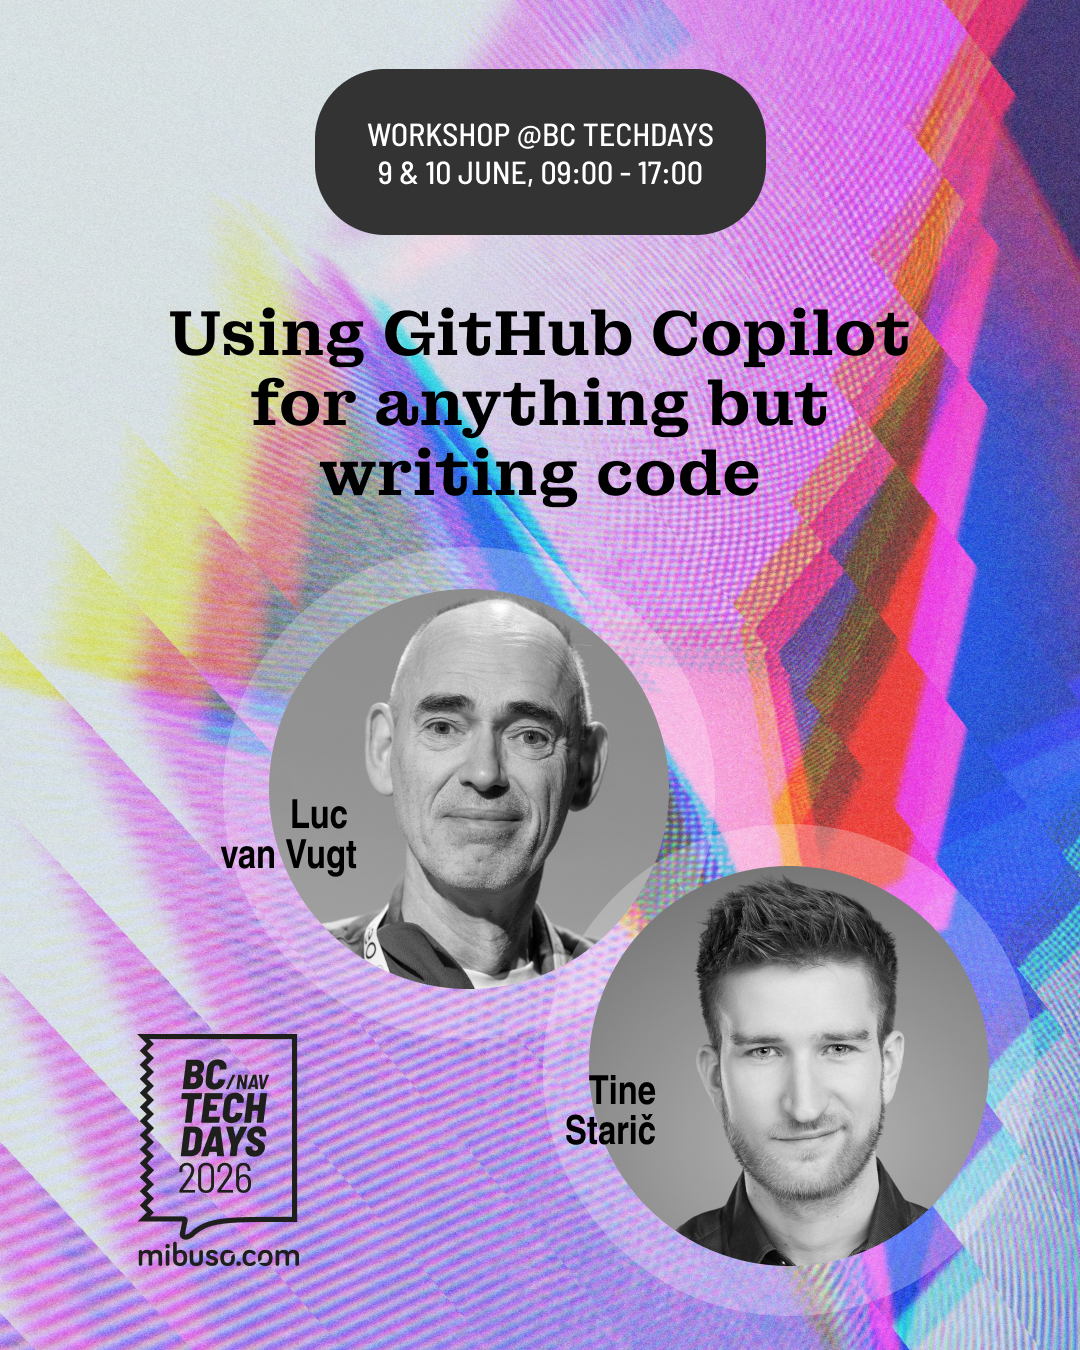 WORKSHOP @BC TECHDAYS
9 & 10 JUNE, 09:00 - 17:00
Using GitHub Copilot
for anything but
writing code
Luc
van Vugt
Tine
Starič
BC/NAV
TECH
DAYS
2026
mibuso.com